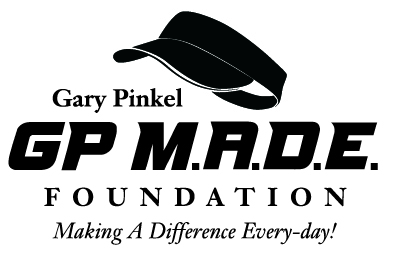 Gary Pinkel
GP M.A.D.E.
FOUNDATION
Making A Difference Every-day!